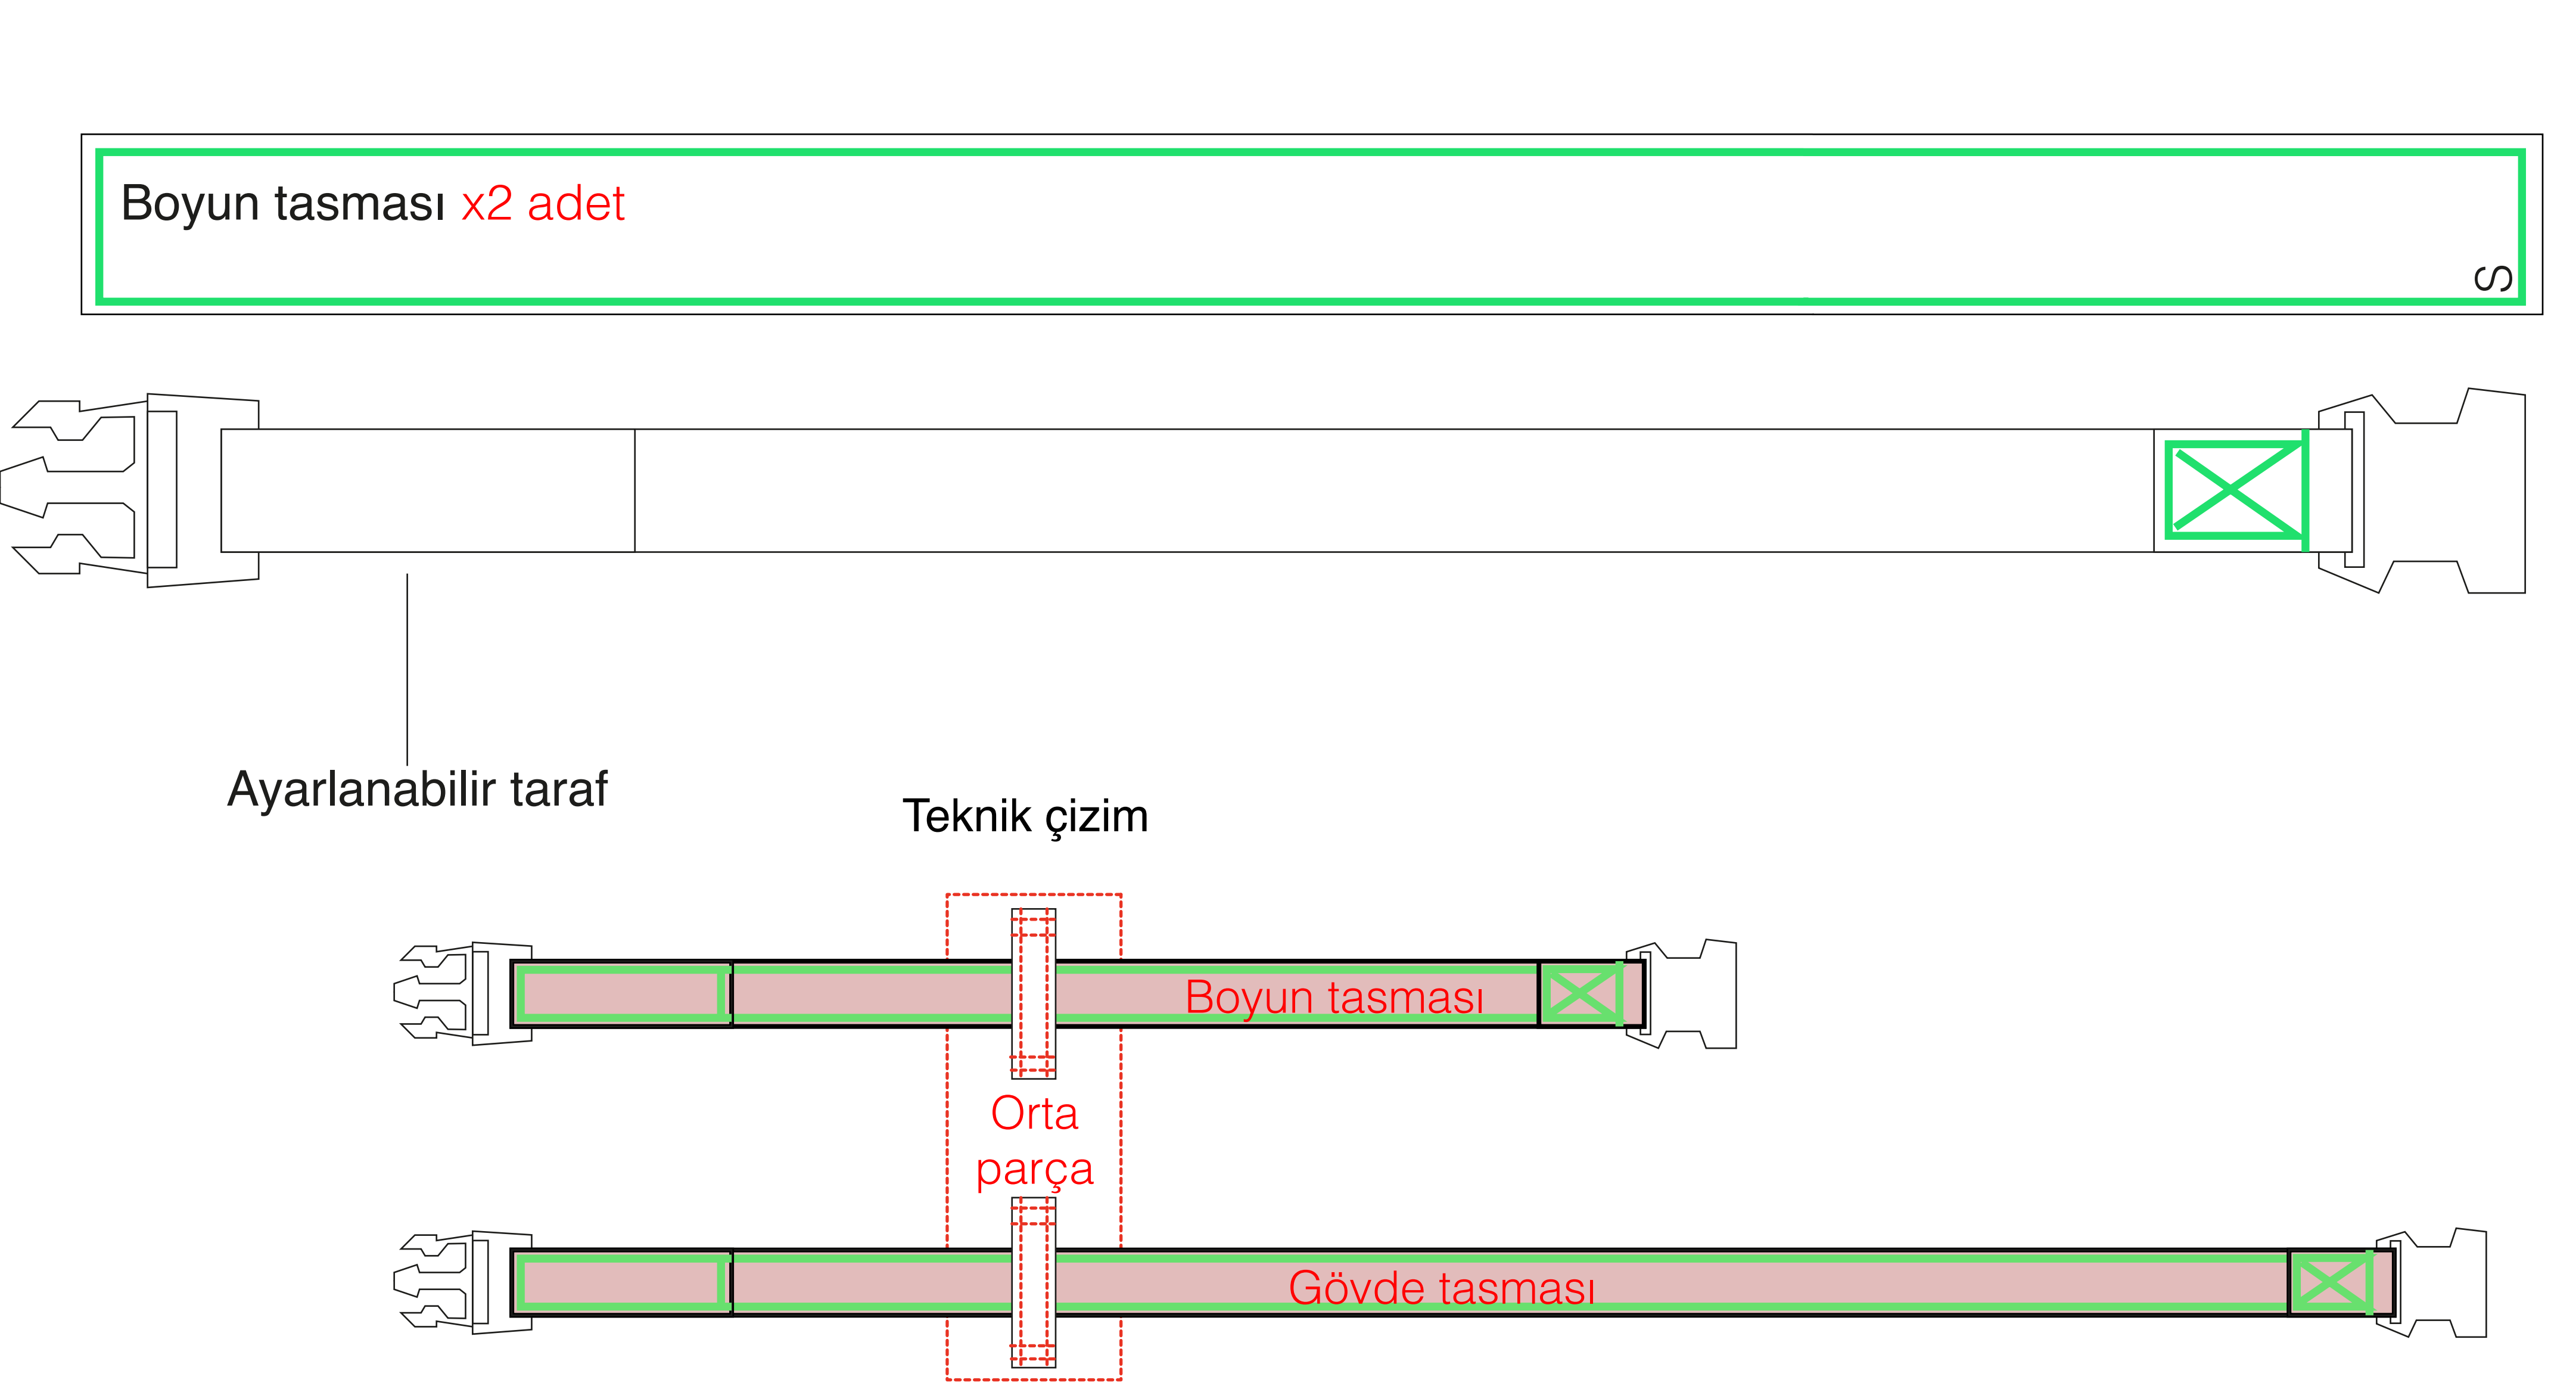 Boyun tasması x2 adet
S
Ayarlanabilir taraf
Teknik çizim
Boyun tasması
Orta
parça
Gövde tasması